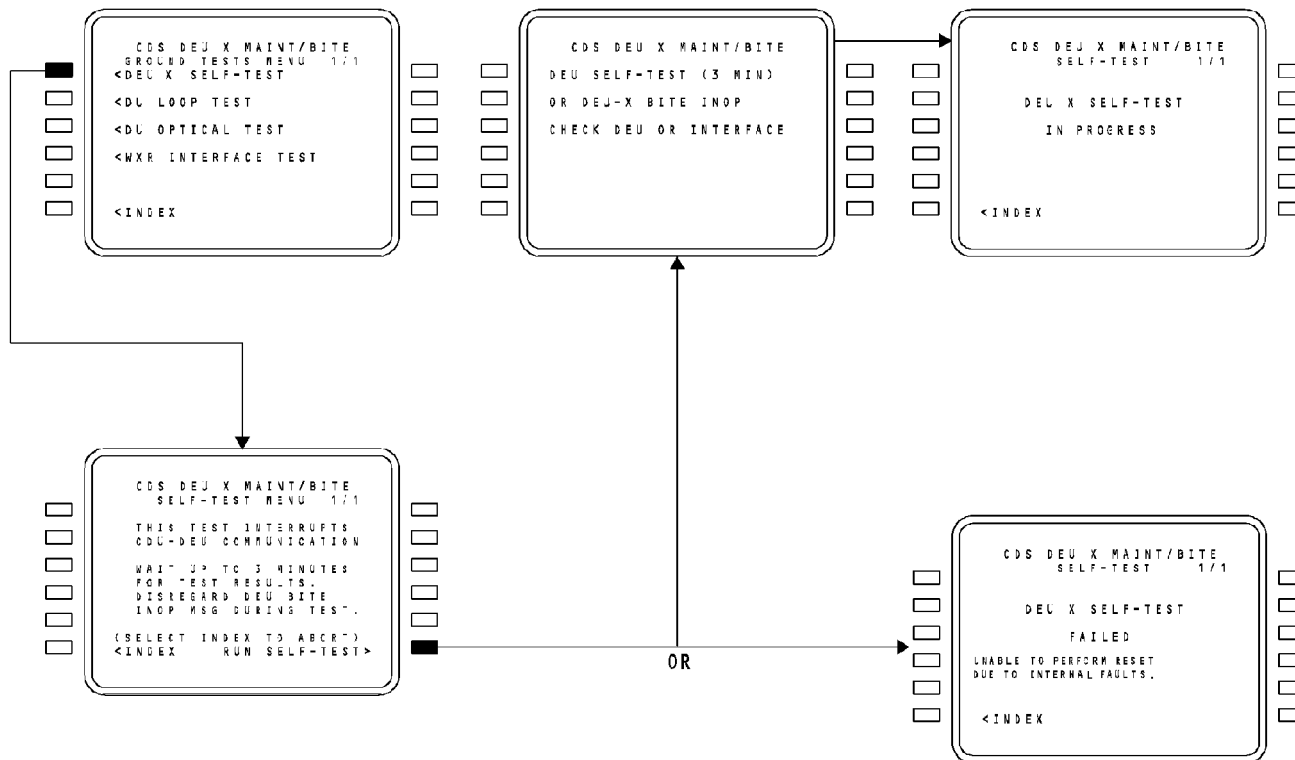 CDS DEU X MAINT/BITE
GROUND TESTS MENU 1/1
<DEU X SELF-TEST
<DU LOOP TEST
<DU OPTICAL TEST
<WXR INTERFACE TEST
<INDEX
CDS DEU X MAINT/BITE
DEU SELF-TEST (3 MIN)
OR DEU-X BITE INOP
CHECK DEU OR INTERFACE
CDS DEU X MAINT/BITE
SELF-TEST 1/1
DEU X SELF-TEST
IN PROGRESS
<INDEX
CDS DEU X MAINT/BITE
SELF-TEST MENU 1/1
THIS TEST INTERRUPTS
CDU-DEU COMMUNICATION
WAIT UP TO 3 MINUTES
FOR TEST RESULTS.
DISREGARD DEU BITE
INOP MSG DURING TEST.
(SELECT INDEX TO ABORT)
<INDEX RUN SELF-TEST>
OR
CDS DEU X MAINT/BITE
SELF-TEST 1/1
DEU X SELF-TEST
FAILED
UNABLE TO PERFORM RESET
DUE TO INTERNAL FAULTS.
<INDEX